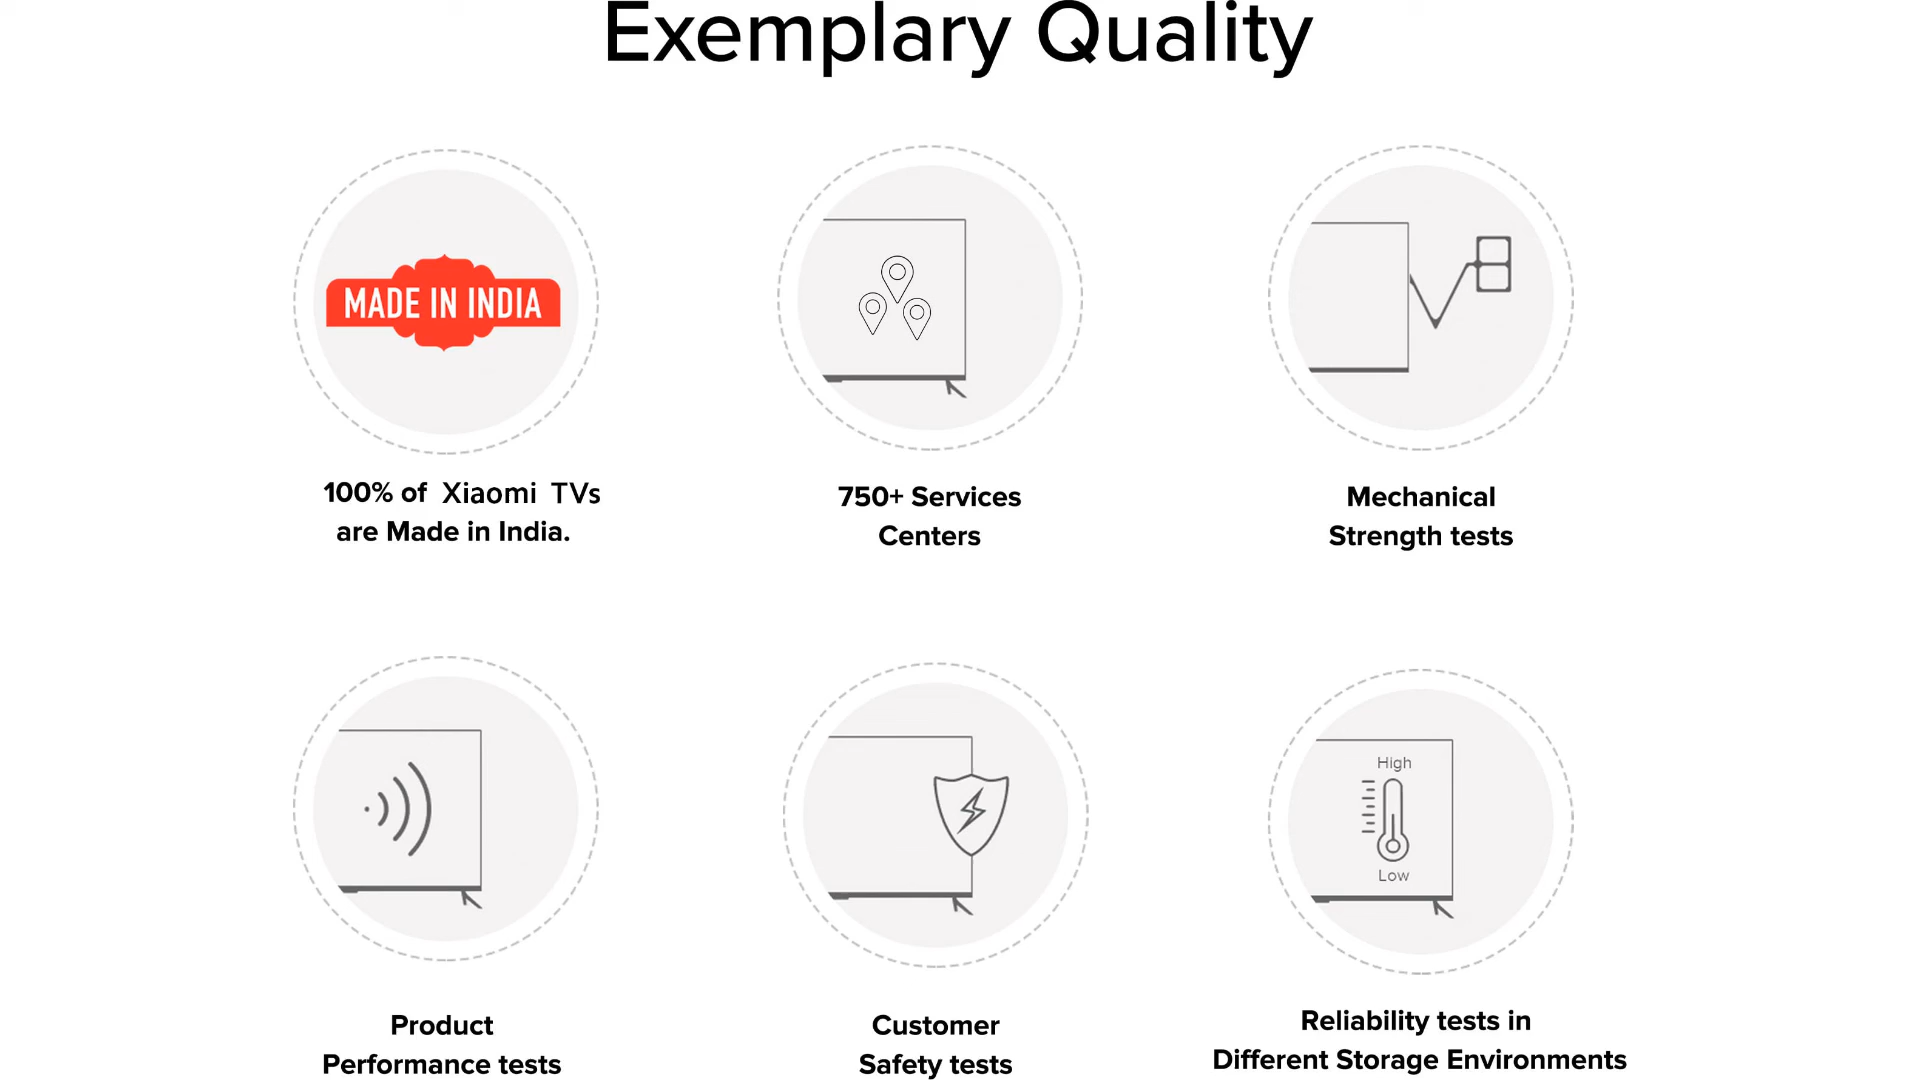 Exemplary Quality
MADE IN INDIA
100% of Xiaomi TVs
are Made in India.
750+ Services
Centers
Mechanical
Strength tests
Product
Performance tests
Customer
Safety tests
High
Low
Reliability tests in
Different Storage Environments